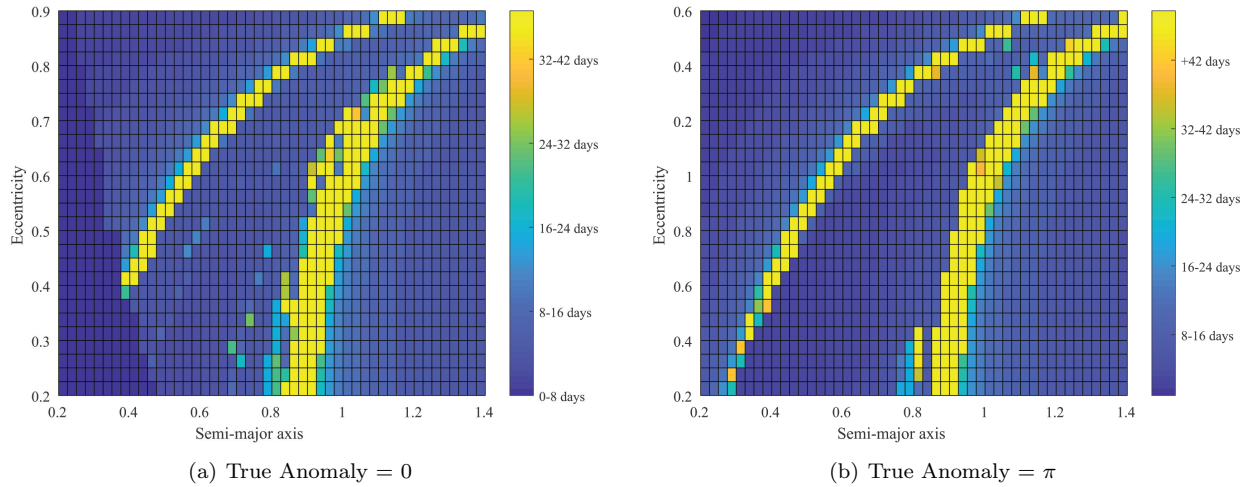 0.9
0.8
0.7
0.6
0.5
0.4
0.3
0.2
Eccentricity
0.2 0.4 0.6 0.8 1 1.2 1.4
Semi-major axis
32-42 days
24-32 days
16-24 days
8-16 days
0-8 days
(a) True Anomaly = 0
0.6
0.4
0.2
1
0.8
0.6
0.4
0.2
Eccentricity
0.2 0.4 0.6 0.8 1 1.2 1.4
Semi-major axis
+42 days
32-42 days
24-32 days
16-24 days
8-16 days
(b) True Anomaly = π